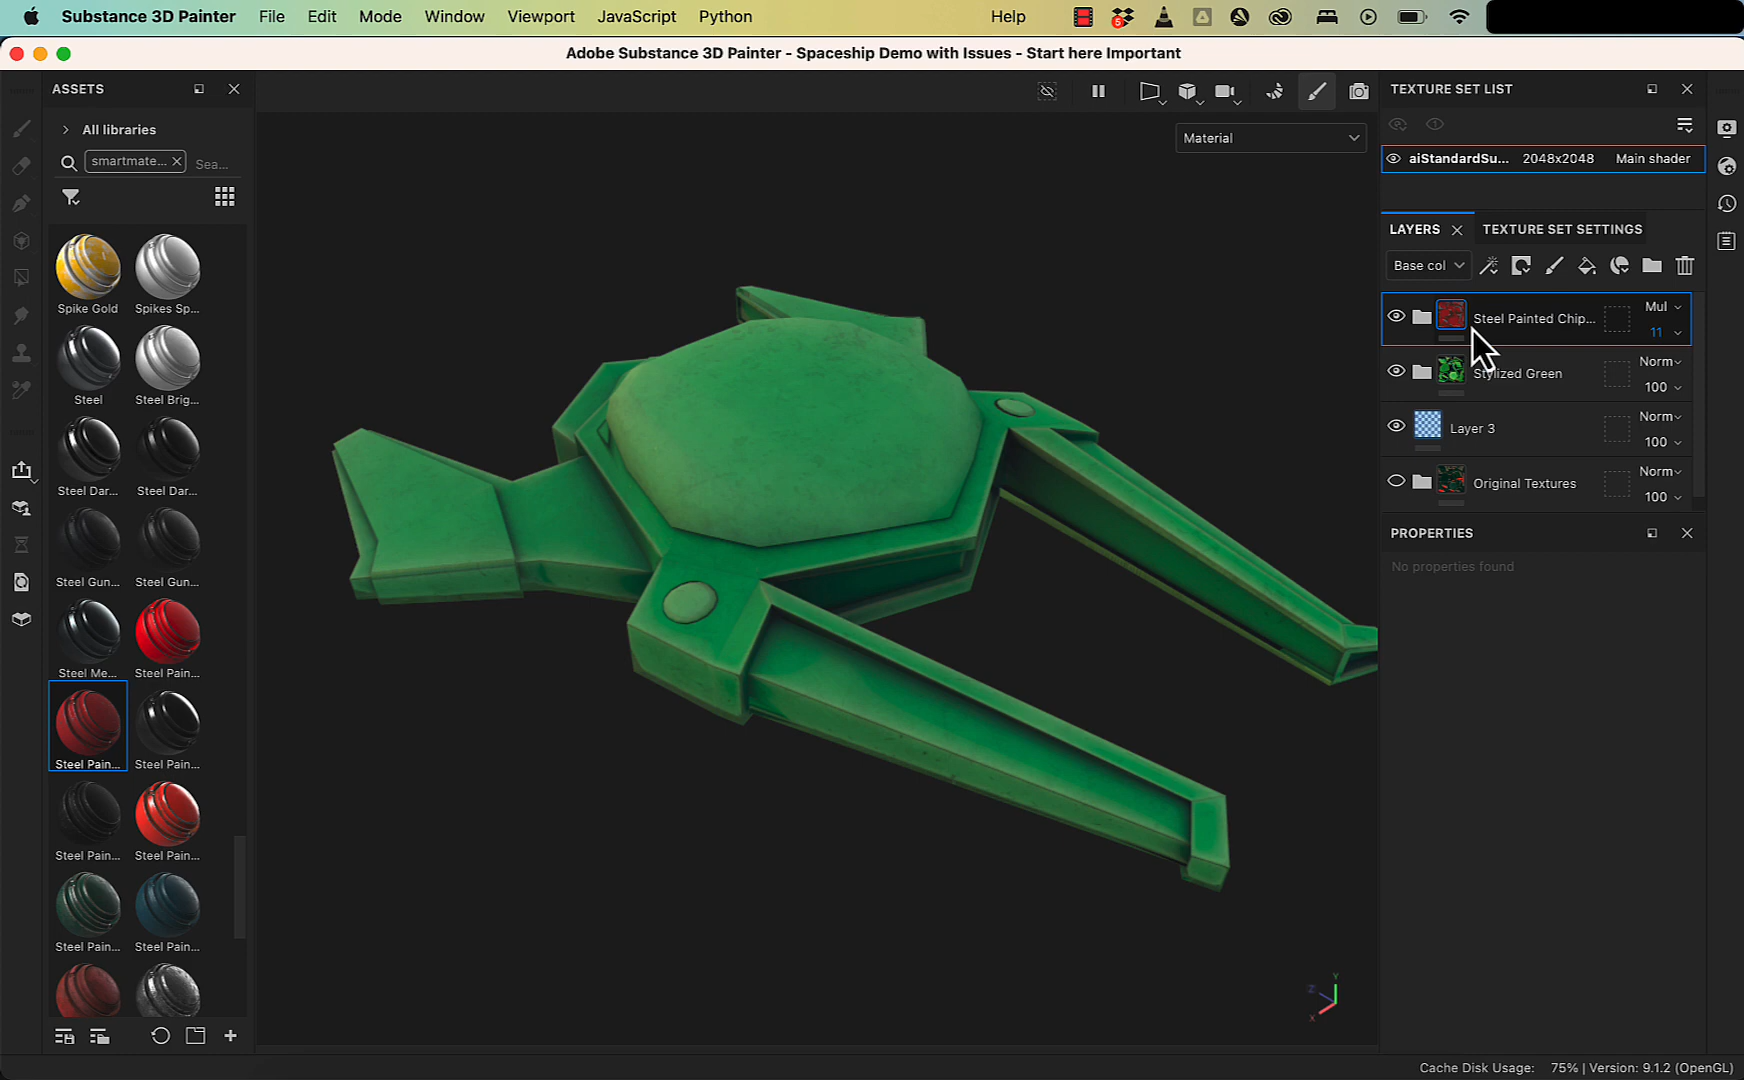 Substance 3D Painter File Edit Mode Window Viewport JavaScript Python Help
5
Adobe Substance 3D Painter - Spaceship Demo with Issues - Start here Important
ASSETS
All libraries
smartmate... Sea...
Spike Gold Spikes Sp...
Steel Steel Brig...
Steel Dar... Steel Dar...
Steel Gun... Steel Gun...
Steel Me... Steel Pain...
Steel Pain... Steel Pain...
Steel Pain... Steel Pain...
Steel Pain... Steel Pain...
Material
Y
Z
X
TEXTURE SET LIST
aiStandardSu... 2048x2048 Main shader
LAYERS TEXTURE SET SETTINGS
Base col
Steel Painted Chip... Mul
11
Stylized Green Norm
100
Layer 3 Norm
100
Original Textures Norm
100
PROPERTIES
No properties found
Cache Disk Usage: 75% | Version: 9.1.2 (OpenGL)